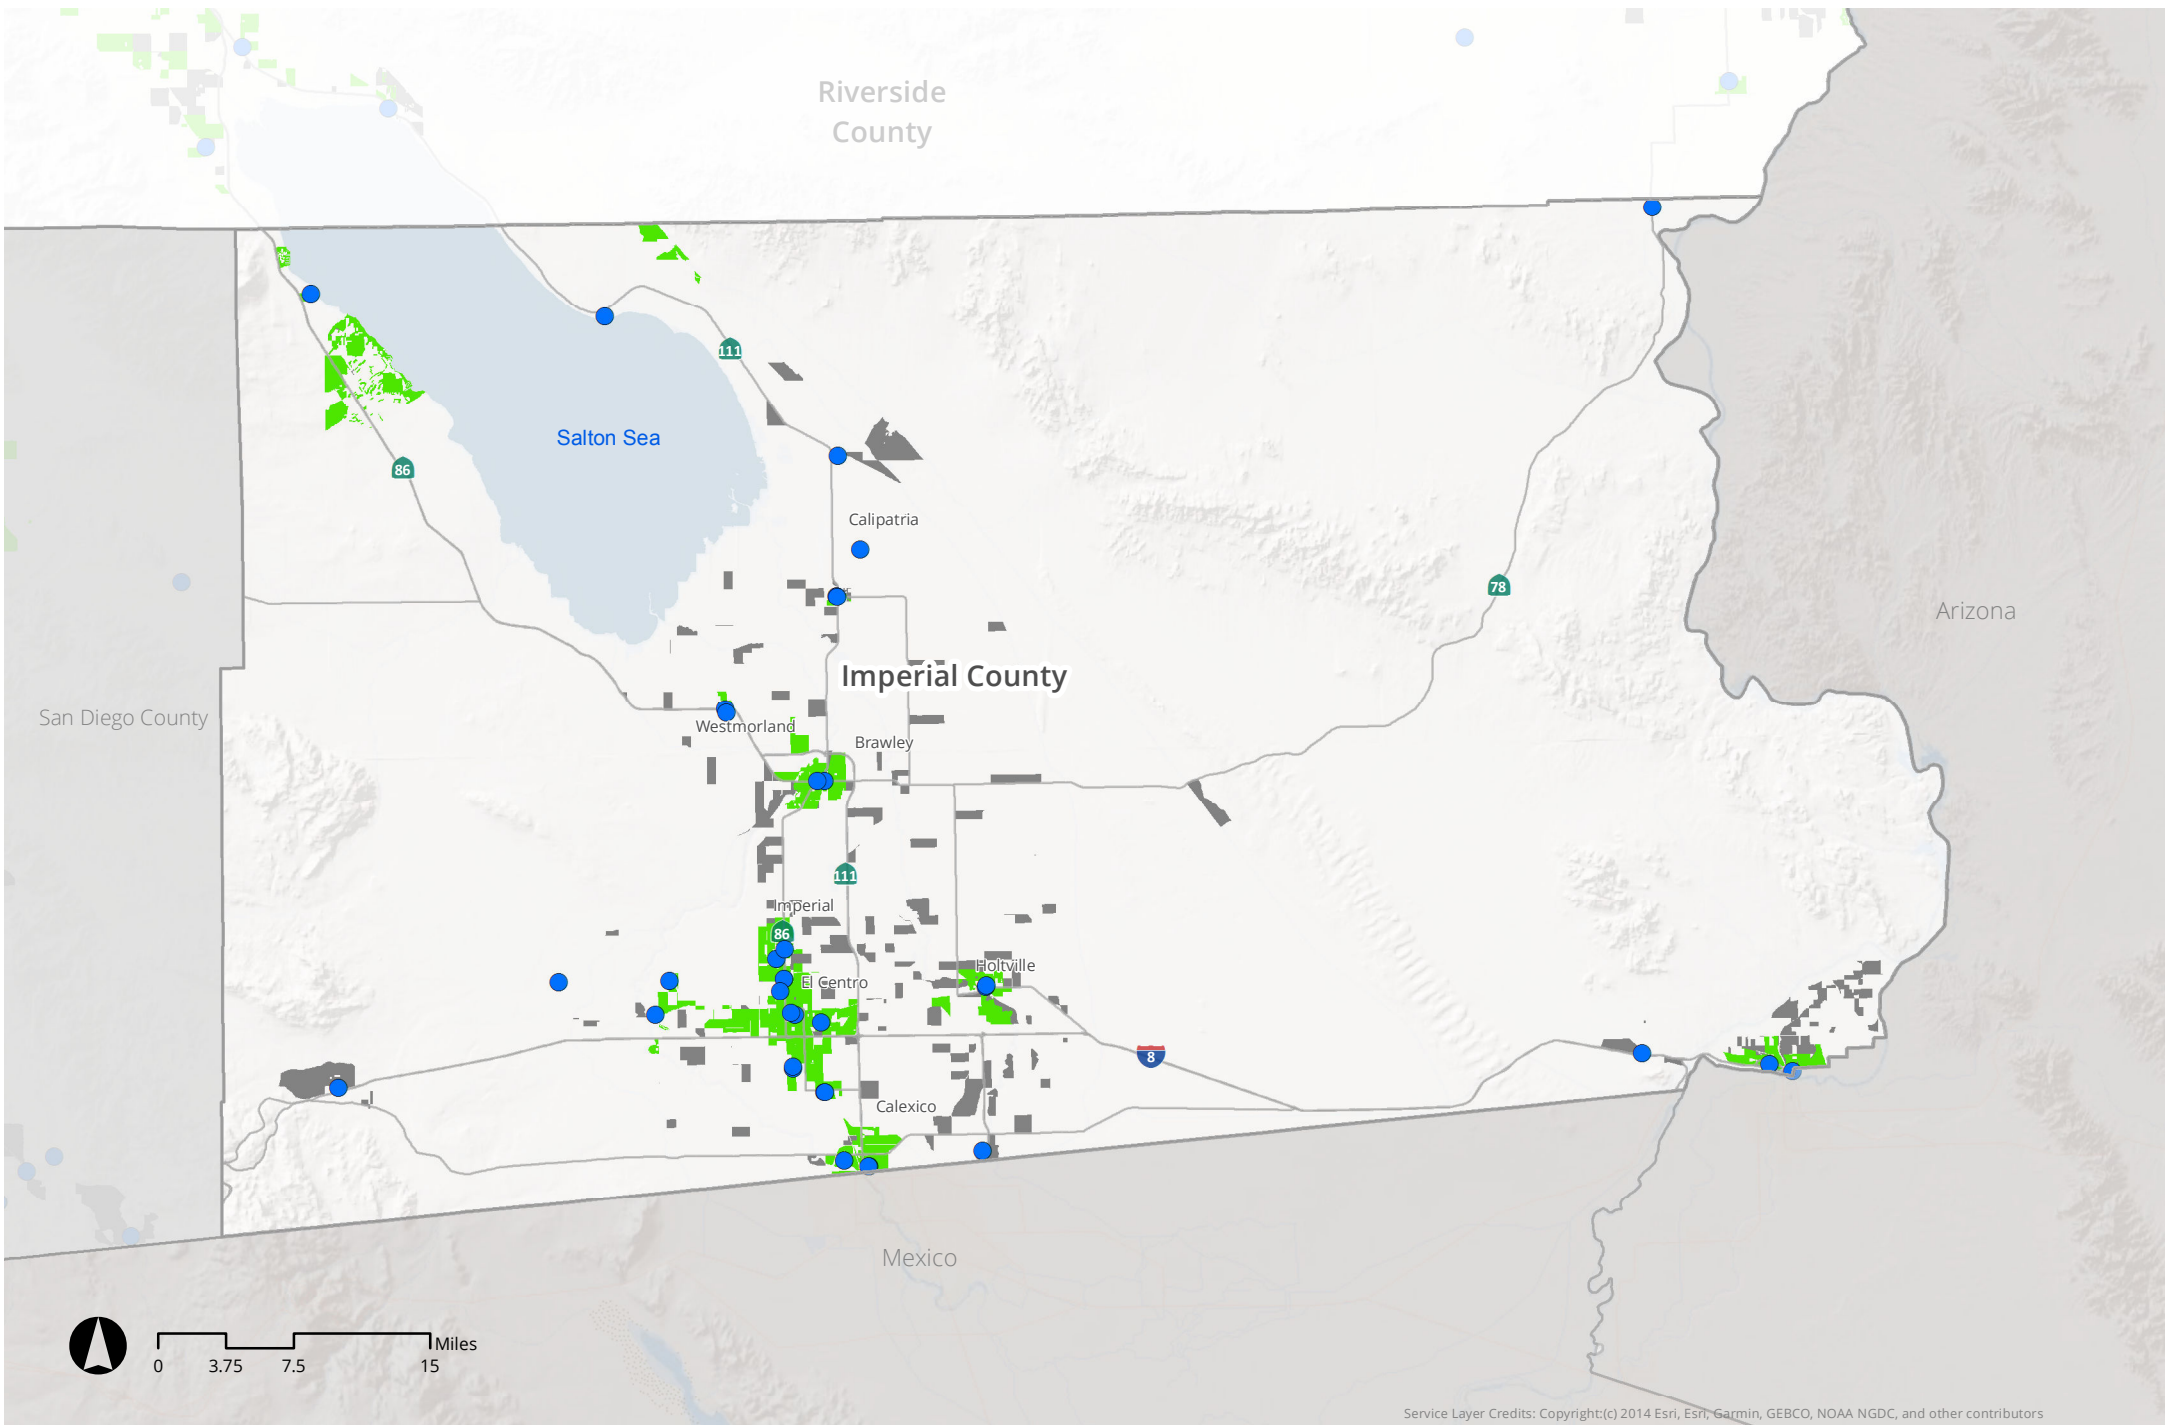 Riverside
County
111
Salton Sea
86
Calipatria
78
Arizona
Imperial County
San Diego County
Westmorland
Brawley
111
Imperial
86
Holtville
El Centro
8
Calexico
Mexico
Miles
0 3.75 7.5 15
Service Layer Credits: Copyright:(c) 2014 Esri, Esri, Garmin, GEBCO, NOAA NGDC, and other contributors